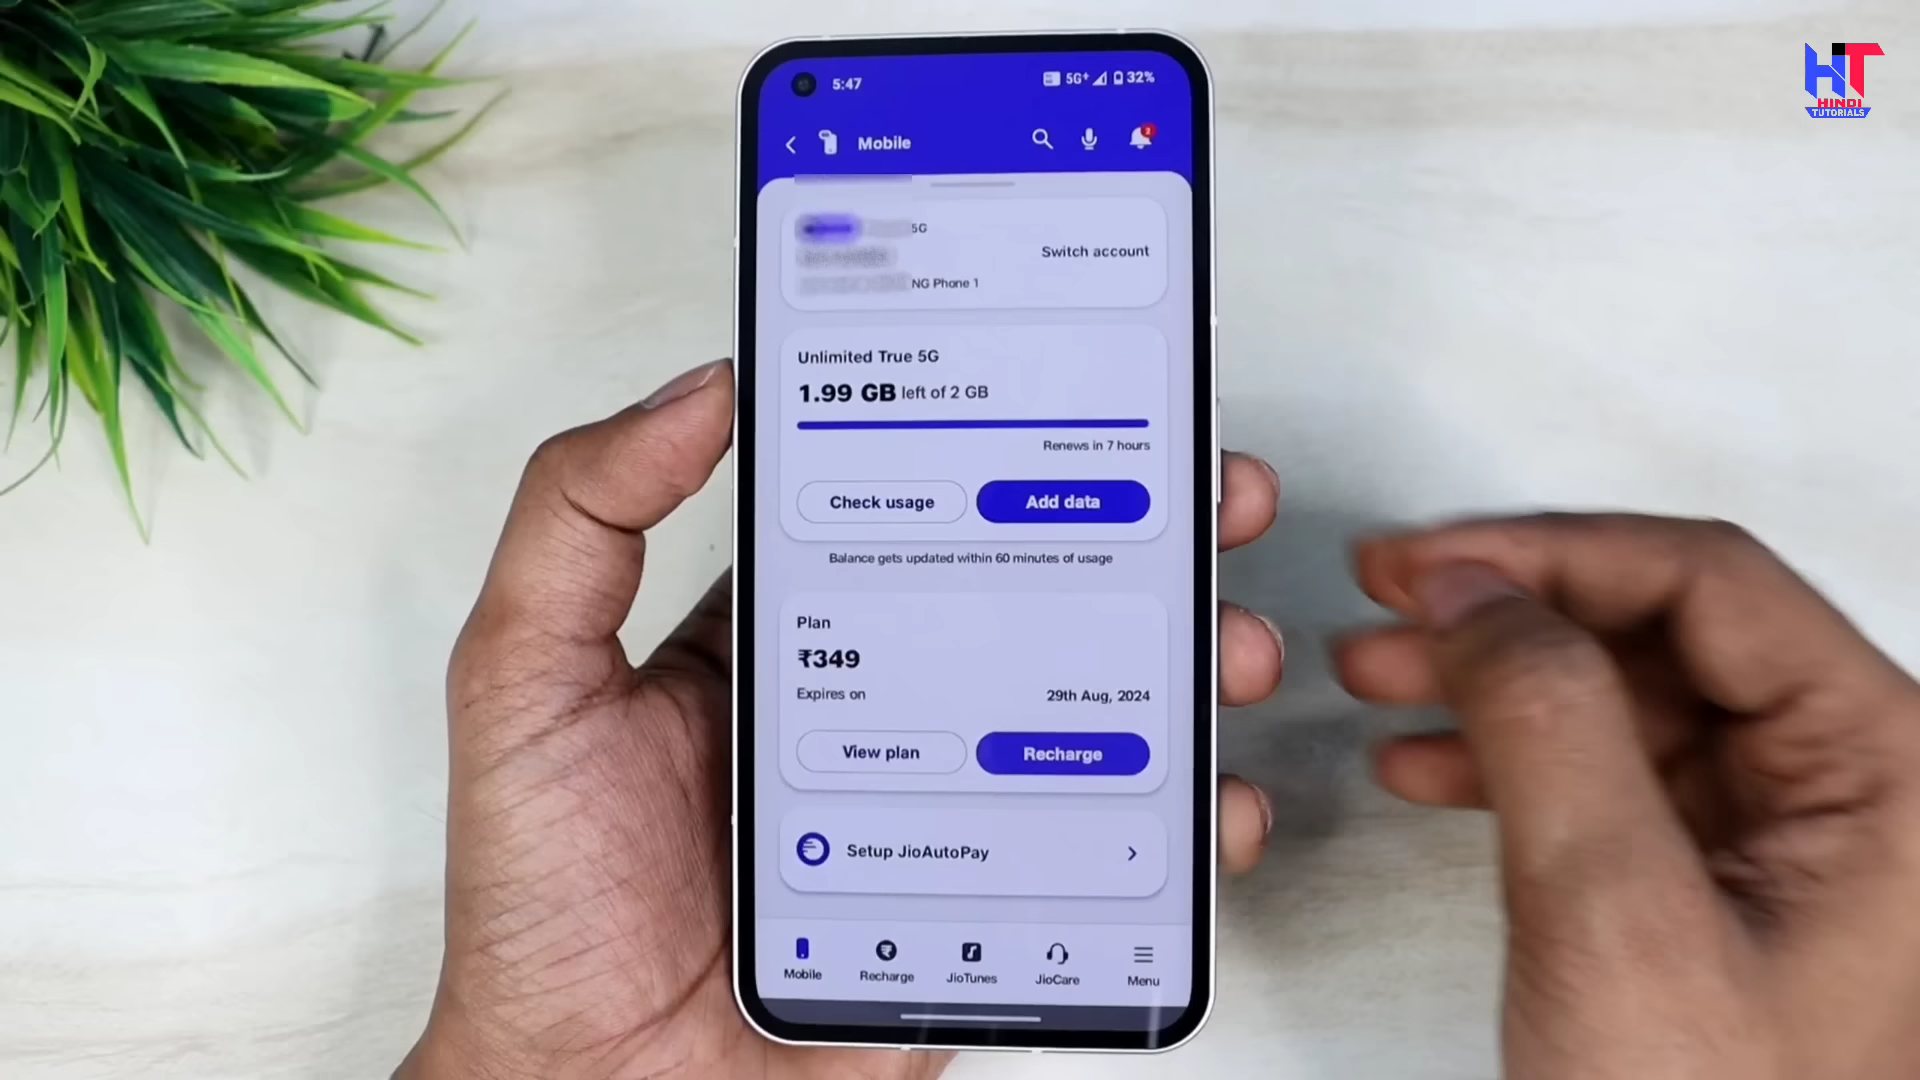 HT
HINDI
TUTORIALS
5:47
5G+ 32%
Mobile
2
5G
NG Phone 1
Switch account
Unlimited True 5G
1.99 GB left of 2 GB
Renews in 7 hours
Check usage
Add data
Balance gets updated within 60 minutes of usage
Plan
₹349
Expires on
29th Aug, 2024
View plan
Recharge
Setup JioAutoPay
Mobile
Recharge
JioTunes
JioCare
Menu